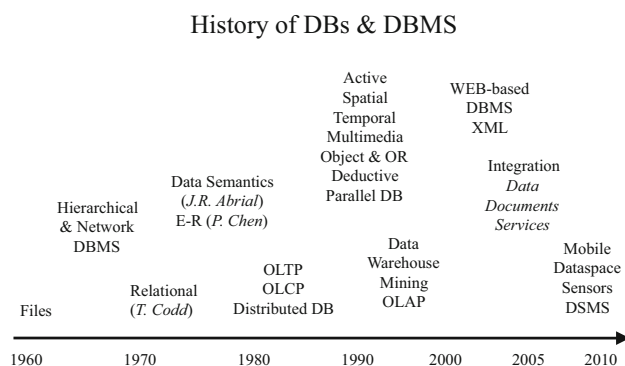 History of DBs & DBMS
Active
Spatial
Temporal
Multimedia
Object & OR
Deductive
Parallel DB
WEB-based
DBMS
XML
Integration
Data
Documents
Services
Data Semantics
(J.R. Abrial)
E-R (P. Chen)
Hierarchical
& Network
DBMS
Data
Warehouse
Mining
OLAP
Mobile
Dataspace
Sensors
DSMS
OLTP
OLCP
Distributed DB
Relational
(T. Codd)
Files
1960 1970 1980 1990 2000 2005 2010